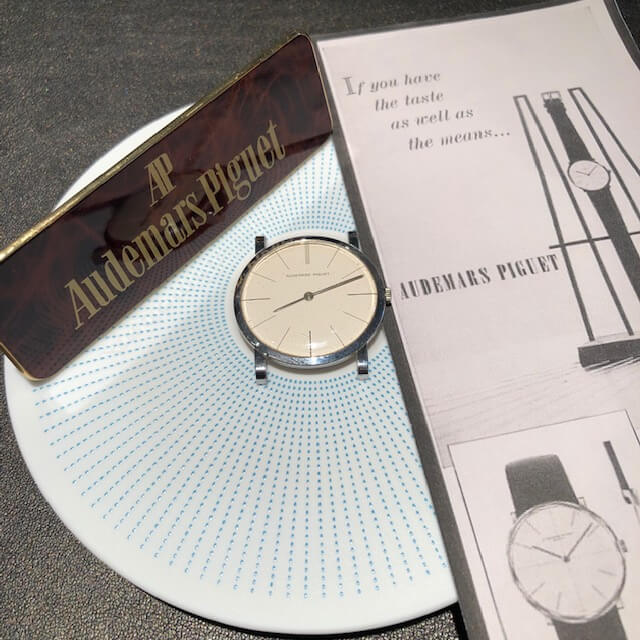 AP
Audemars Piguet
AUDEMARS PIGUET
If you have
the taste
as well as
the means...
AUDEMARS PIGUET